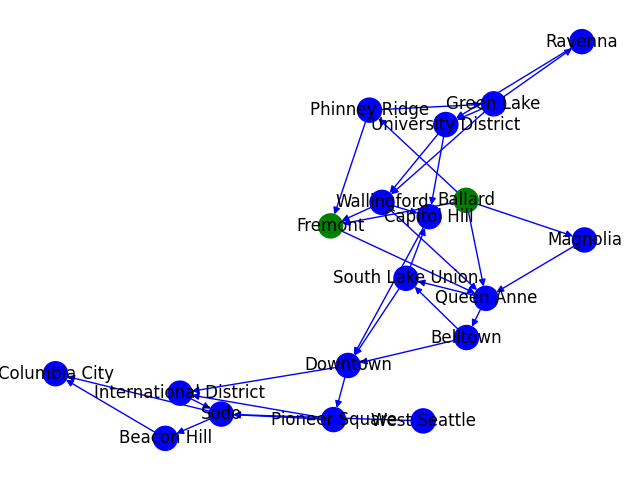 Ravenna
Green Lake
Phinney Ridge
University District
Ballard
Wallingford
Capitol Hill
Fremont
Magnolia
South Lake Union
Queen Anne
Belltown
Downtown
Columbia City
International District
Sodo
Pioneer Square
West Seattle
Beacon Hill